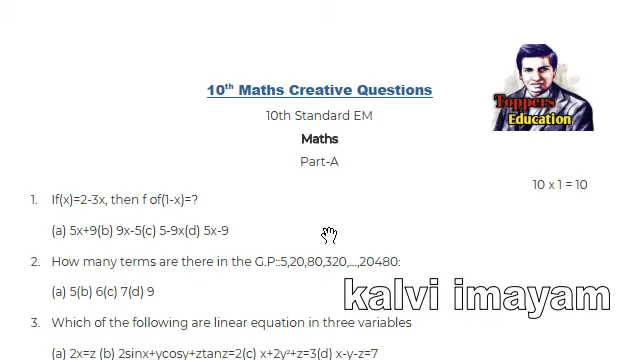 10th Maths Creative Questions
10th Standard EM
Maths
Part-A
Toppers
Education
10 x 1 = 10
1. If(x)=2-3x, then f of(1-x)=?
(a) 5x+9(b) 9x-5(c) 5-9x(d) 5x-9
2. How many terms are there in the G.P::5,20,80,320,...,20480:
(a) 5(b) 6(c) 7(d) 9
kalvi imayam
3. Which of the following are linear equation in three variables
(a) 2x=z (b) 2sinx+ycosy+ztanz=2(c) x+2y²+z=3(d) x-y-z=7